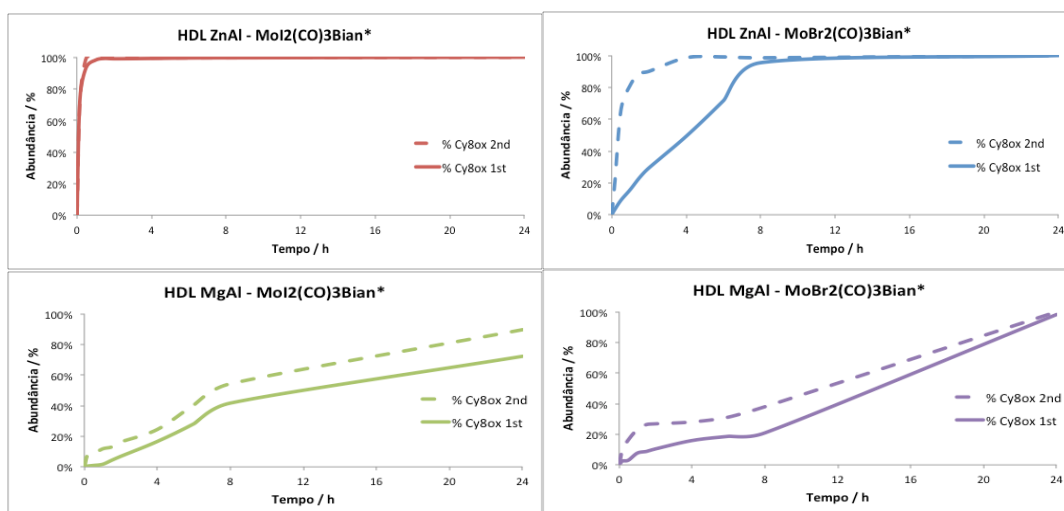 HDL ZnAl - MoI2(CO)3Bian*
Abundância / %
100%
80%
60%
40%
20%
0%
% Cy8ox 2nd
% Cy8ox 1st
0 4 8 12 16 20 24
Tempo / h
HDL ZnAl - MoBr2(CO)3Bian*
Abundância / %
100%
80%
60%
40%
20%
0%
% Cy8ox 2nd
% Cy8ox 1st
0 4 8 12 16 20 24
Tempo / h
HDL MgAl - MoI2(CO)3Bian*
Abundância / %
100%
80%
60%
40%
20%
0%
% Cy8ox 2nd
% Cy8ox 1st
0 4 8 12 16 20 24
Tempo / h
HDL MgAl - MoBr2(CO)3Bian*
Abundância / %
100%
80%
60%
40%
20%
0%
% Cy8ox 2nd
% Cy8ox 1st
0 4 8 12 16 20 24
Tempo / h